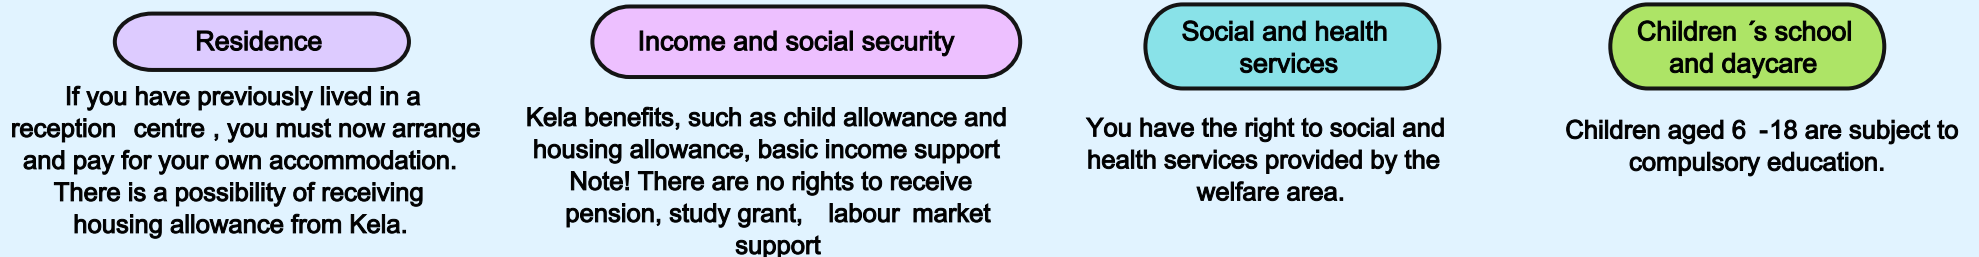 Residence
If you have previously lived in a
reception centre , you must now arrange
and pay for your own accommodation.
There is a possibility of receiving
housing allowance from Kela.
Income and social security
Kela benefits, such as child allowance and
housing allowance, basic income support
Note! There are no rights to receive
pension, study grant, labour market
support
Social and health
services
You have the right to social and
health services provided by the
welfare area.
Children ´s school
and daycare
Children aged 6 -18 are subject to
compulsory education.